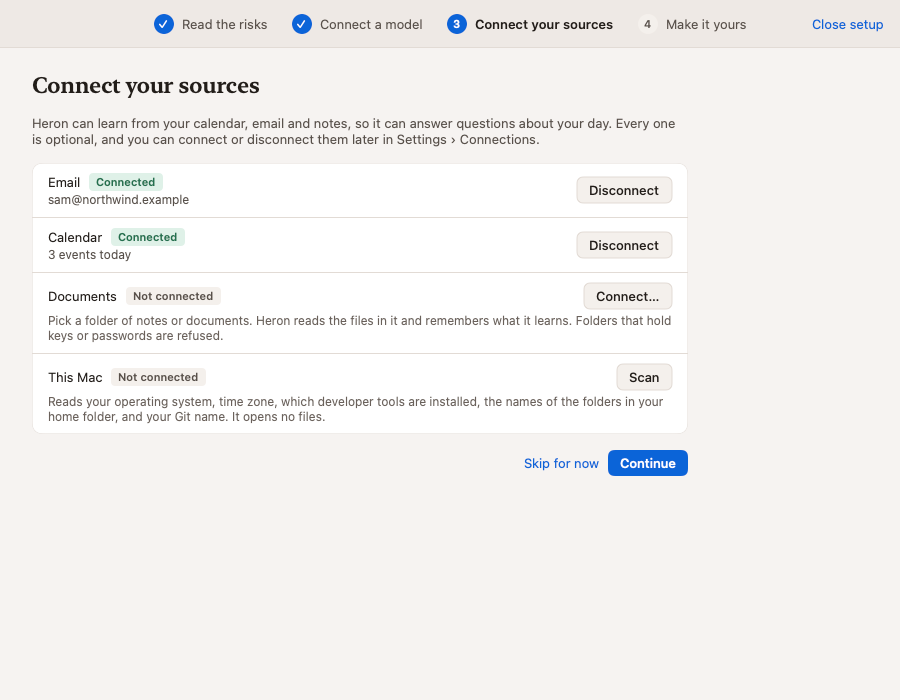 Read the risks
Connect a model
3 Connect your sources
4 Make it yours
Close setup
Connect your sources
Heron can learn from your calendar, email and notes, so it can answer questions about your day. Every one
is optional, and you can connect or disconnect them later in Settings › Connections.
Email Connected
sam@northwind.example
Disconnect
Calendar Connected
3 events today
Disconnect
Documents Not connected
Connect...
Pick a folder of notes or documents. Heron reads the files in it and remembers what it learns. Folders that hold
keys or passwords are refused.
This Mac Not connected
Scan
Reads your operating system, time zone, which developer tools are installed, the names of the folders in your
home folder, and your Git name. It opens no files.
Skip for now
Continue